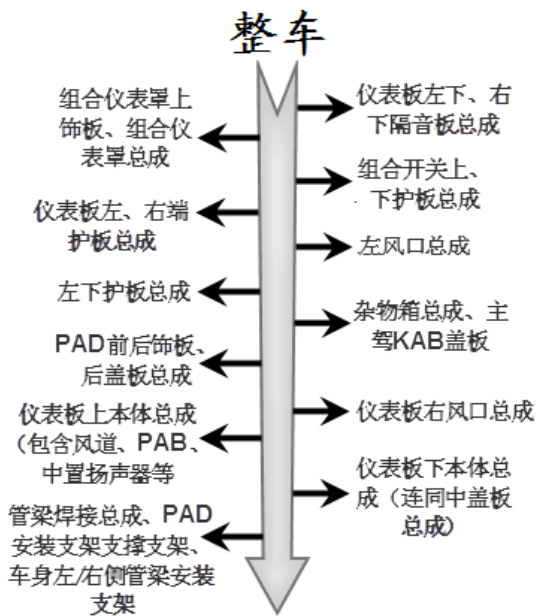 整车
组合仪表罩上
饰板、组合仪
表罩总成
仪表板左下、右
下隔音板总成
组合开关上、
下护板总成
仪表板左、右端
护板总成
左风口总成
左下护板总成
杂物箱总成、主
驾KAB盖板
PAD前后饰板、
后盖板总成
仪表板右风口总成
仪表板上本体总成
（包含风道、PAB、
中置扬声器等
仪表板下本体总
成（连同中盖板
总成）
管梁焊接总成、PAD
安装支架支撑支架、
车身左/右侧管梁安装
支架